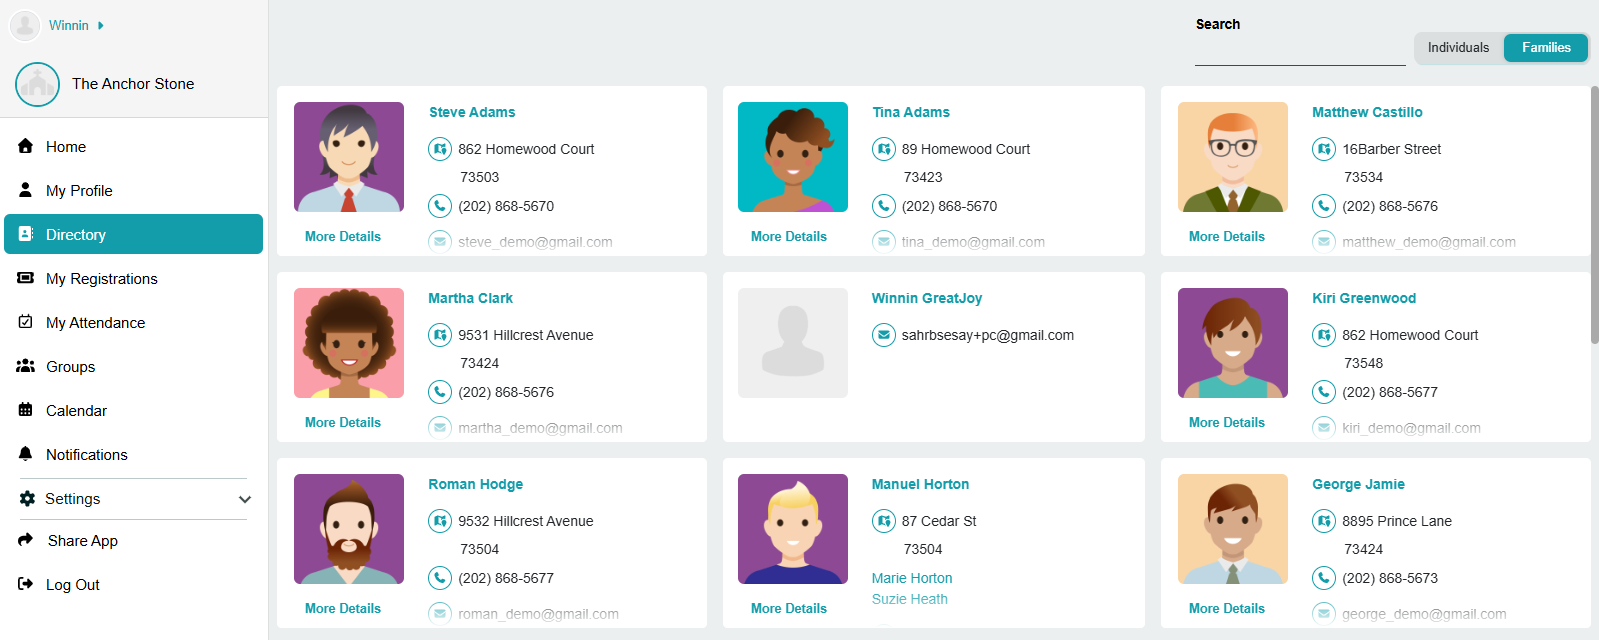 Winnin
The Anchor Stone
Home
My Profile
Directory
My Registrations
My Attendance
Groups
Calendar
Notifications
Settings
Share App
Log Out
Search
Individuals
Families
Steve Adams
862 Homewood Court
73503
(202) 868-5670
steve_demo@gmail.com
More Details
Tina Adams
89 Homewood Court
73423
(202) 868-5670
tina_demo@gmail.com
More Details
Matthew Castillo
16Barber Street
73534
(202) 868-5676
matthew_demo@gmail.com
More Details
Martha Clark
9531 Hillcrest Avenue
73424
(202) 868-5676
martha_demo@gmail.com
More Details
Winnin GreatJoy
sahrbsesay+pc@gmail.com
Kiri Greenwood
862 Homewood Court
73548
(202) 868-5677
kiri_demo@gmail.com
More Details
Roman Hodge
9532 Hillcrest Avenue
73504
(202) 868-5677
roman_demo@gmail.com
More Details
Manuel Horton
87 Cedar St
73504
Marie Horton
Suzie Heath
More Details
George Jamie
8895 Prince Lane
73424
(202) 868-5673
george_demo@gmail.com
More Details